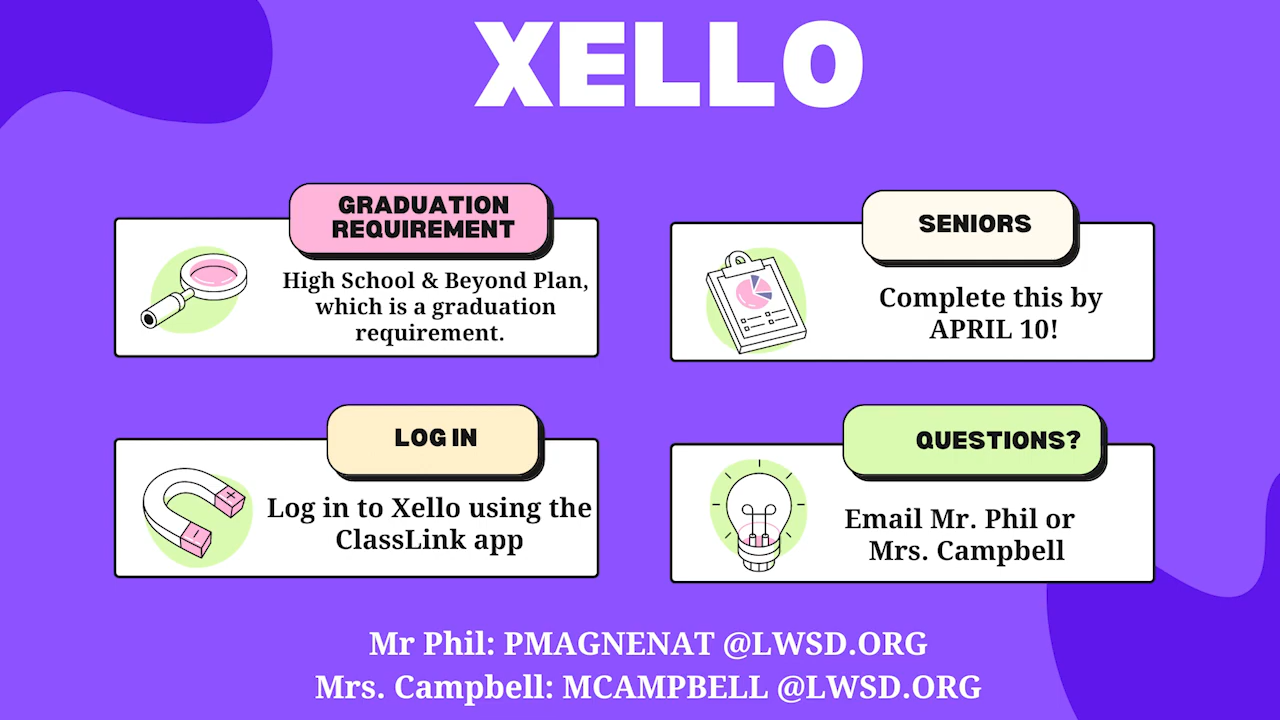 XELLO
GRADUATION
REQUIREMENT
High School & Beyond Plan,
which is a graduation
requirement.
SENIORS
Complete this by
APRIL 10!
LOG IN
Log in to Xello using the
ClassLink app
QUESTIONS?
Email Mr. Phil or
Mrs. Campbell
Mr Phil: PMAGNENAT @LWSD.ORG
Mrs. Campbell: MCAMPBELL @LWSD.ORG